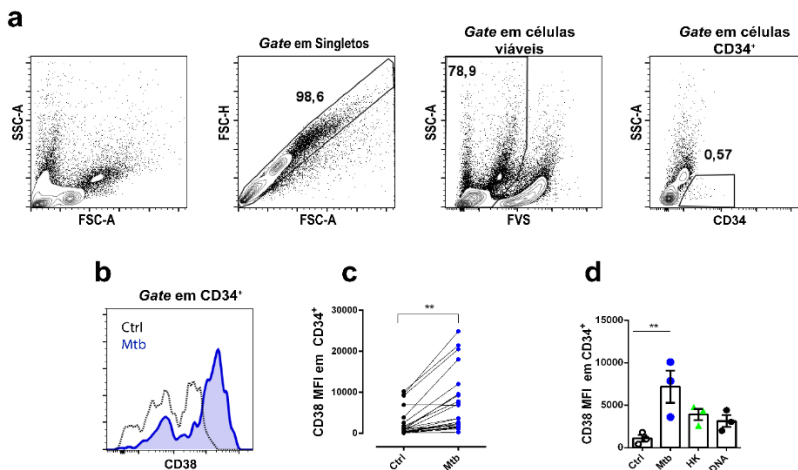 a
Gate em Singletos
Gate em células
viáveis
Gate em células
CD34⁺
SSC-A
FSC-A
98,6
FSC-H
FSC-A
78,9
SSC-A
FVS
0,57
SSC-A
CD34
b
Gate em CD34⁺
Ctrl
Mtb
CD38
c
30000
20000
10000
0
CD38 MFI em CD34⁺
**
Ctrl
Mtb
d
15000
10000
5000
0
CD38 MFI em CD34⁺
**
Ctrl
Mtb
HK
DNA